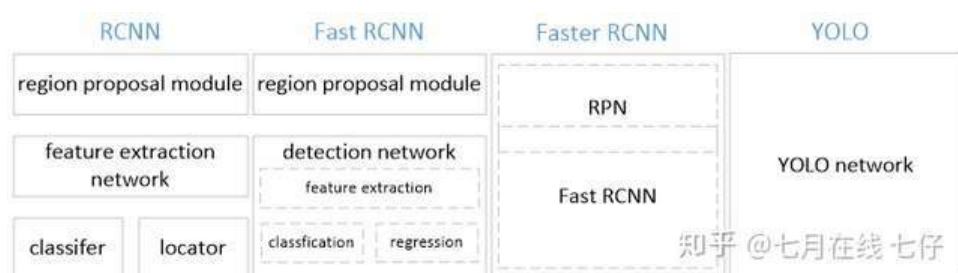 RCNN
Fast RCNN
Faster RCNN
YOLO
region proposal module
region proposal module
RPN
feature extraction
network
detection network
feature extraction
Fast RCNN
YOLO network
classifer
locator
classfication
regression
知乎 @七月在线 七仔